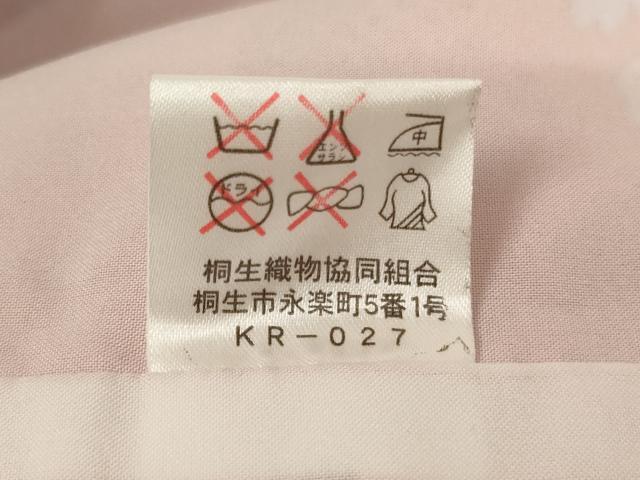 エンソ
サラシ
中
ドライ
桐生織物協同組合
桐生市永楽町5番1号
KR-027